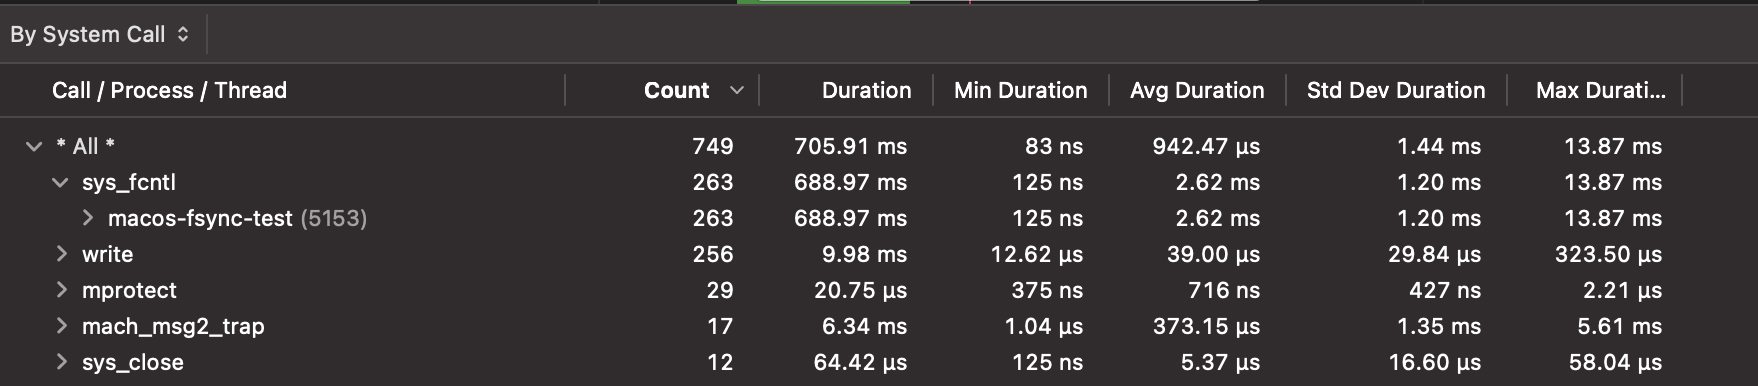 By System Call
Call / Process / Thread Count Duration Min Duration Avg Duration Std Dev Duration Max Durati...
* All * 749 705.91 ms 83 ns 942.47 µs 1.44 ms 13.87 ms
sys_fcntl 263 688.97 ms 125 ns 2.62 ms 1.20 ms 13.87 ms
macos-fsync-test (5153) 263 688.97 ms 125 ns 2.62 ms 1.20 ms 13.87 ms
write 256 9.98 ms 12.62 µs 39.00 µs 29.84 µs 323.50 µs
mprotect 29 20.75 µs 375 ns 716 ns 427 ns 2.21 µs
mach_msg2_trap 17 6.34 ms 1.04 µs 373.15 µs 1.35 ms 5.61 ms
sys_close 12 64.42 µs 125 ns 5.37 µs 16.60 µs 58.04 µs